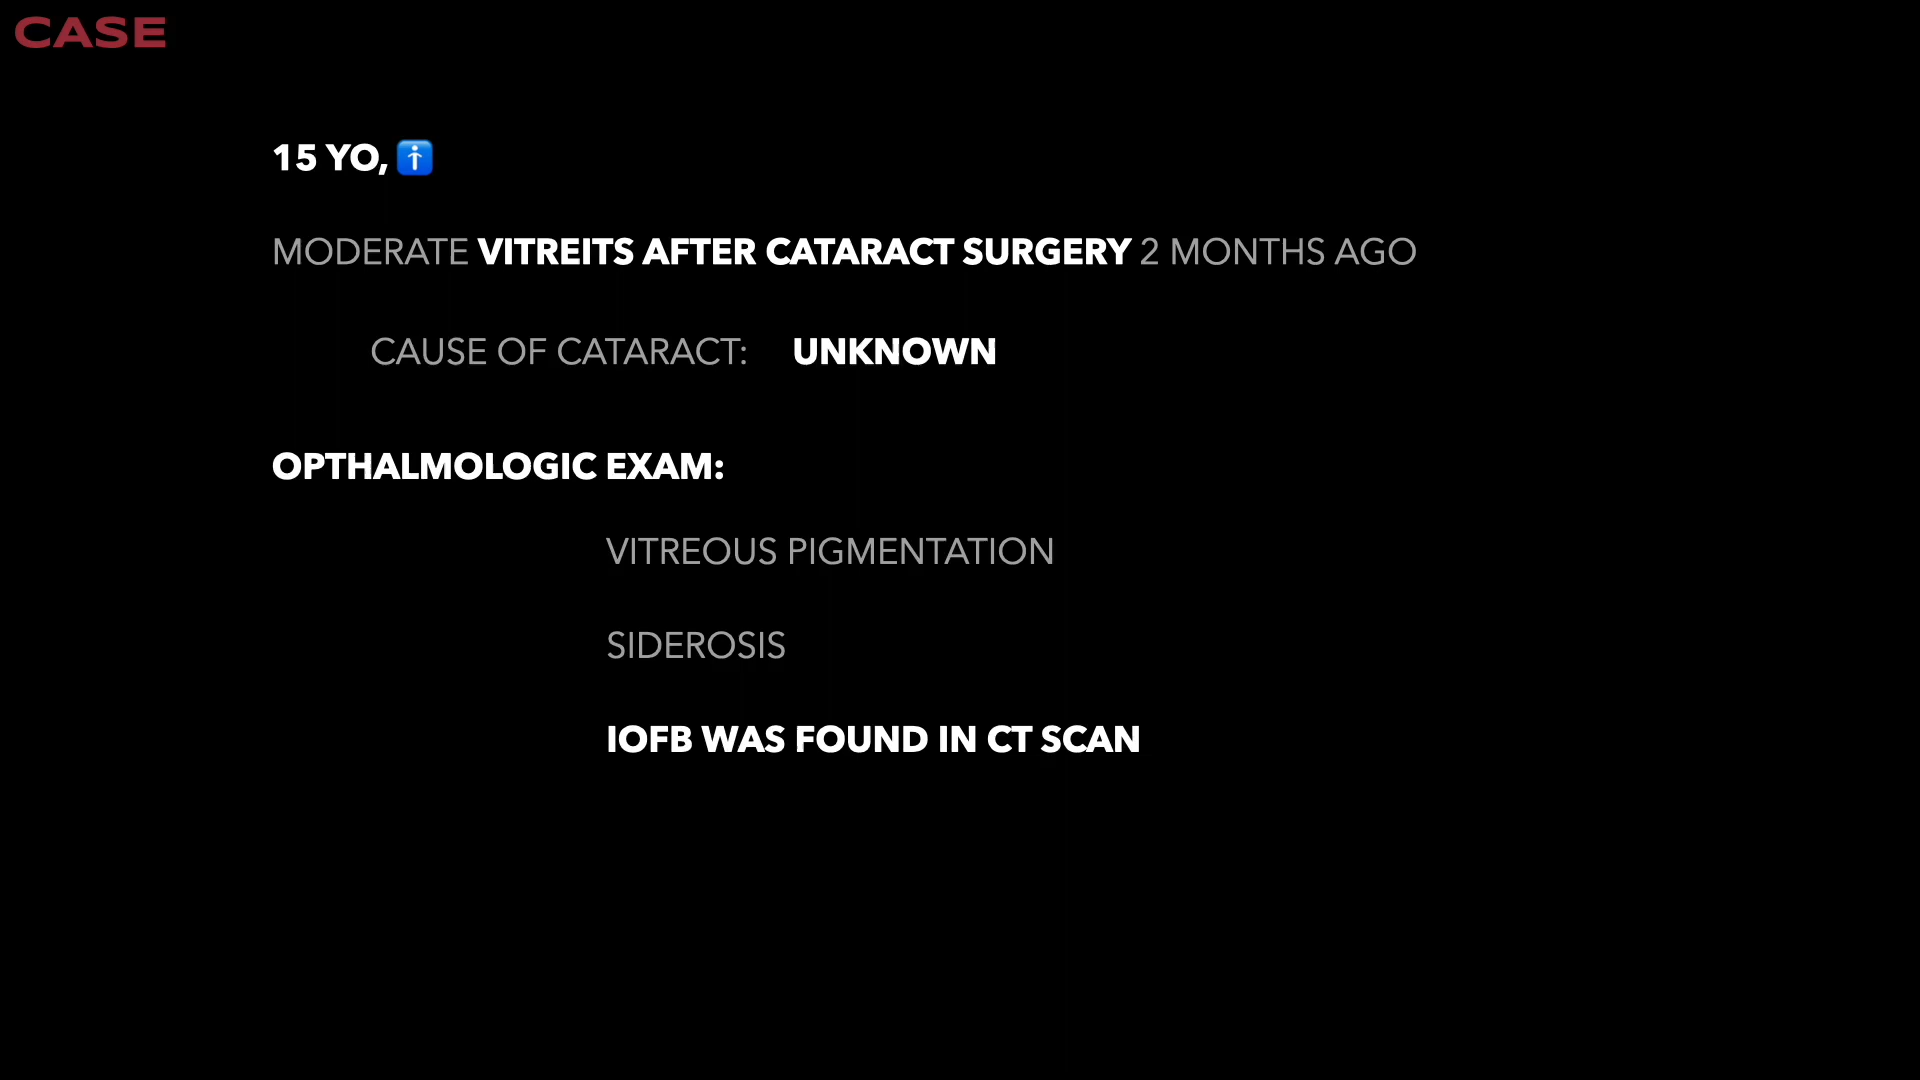 CASE
15 YO, 🚹
MODERATE VITREITS AFTER CATARACT SURGERY 2 MONTHS AGO
CAUSE OF CATARACT: UNKNOWN
OPTHALMOLOGIC EXAM:
VITREOUS PIGMENTATION
SIDEROSIS
IOFB WAS FOUND IN CT SCAN